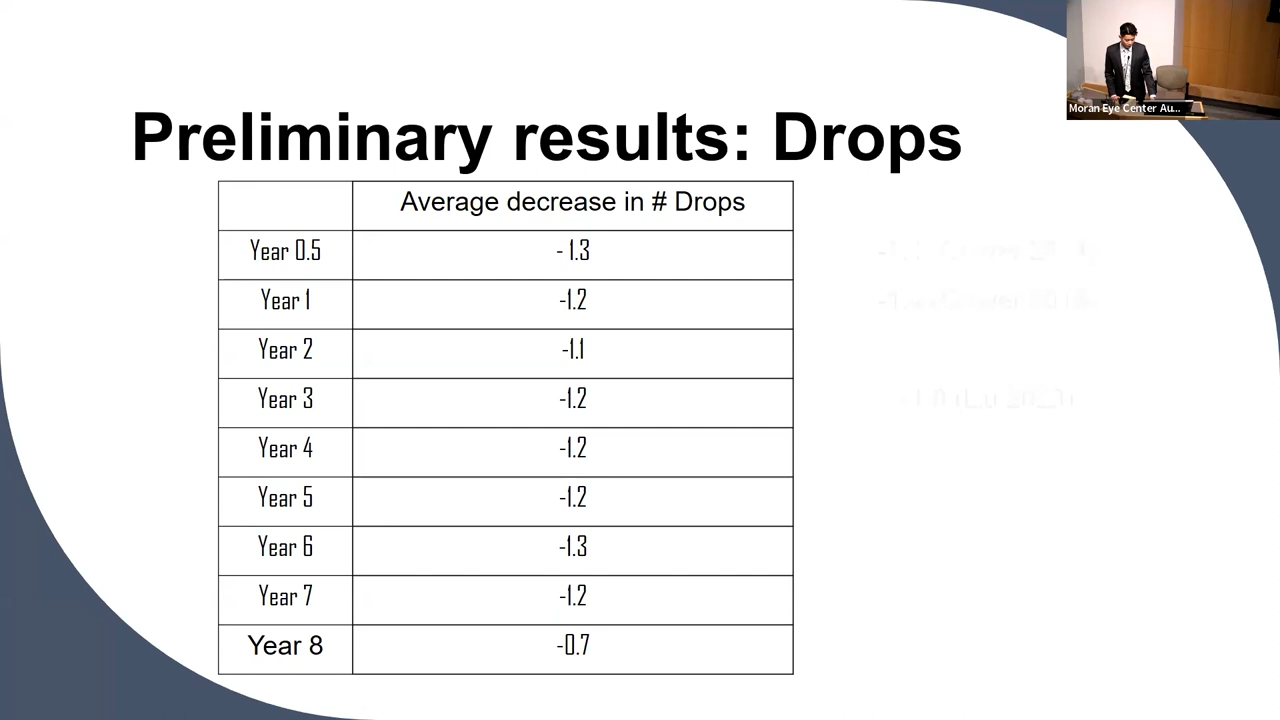 Moran Eye Center Au...
Preliminary results: Drops
Average decrease in # Drops
Year 0.5 - 1.3
Year 1 -1.2
Year 2 -1.1
Year 3 -1.2
Year 4 -1.2
Year 5 -1.2
Year 6 -1.3
Year 7 -1.2
Year 8 -0.7